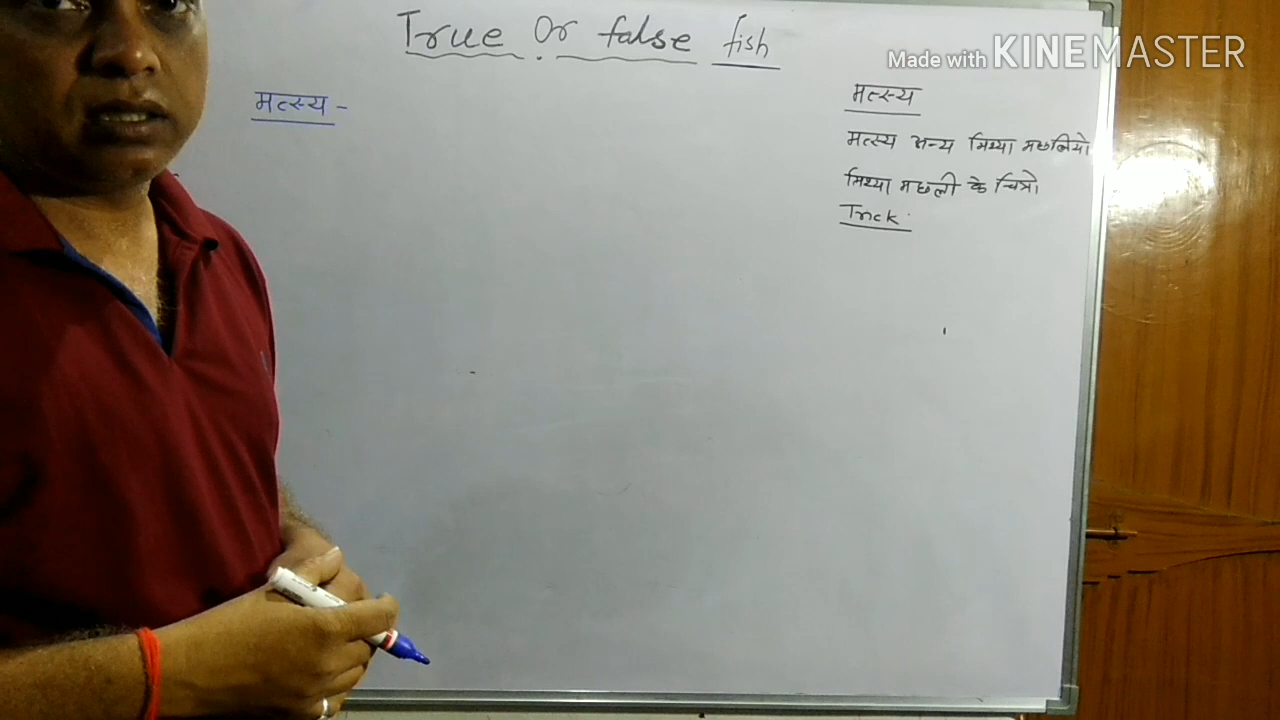 True Or false fish
Made with KINEMASTER
मत्स्य -
मत्स्य
मत्स्य अन्य मिथ्या मछलियो
मिथ्या मछली के चित्रो
Trick